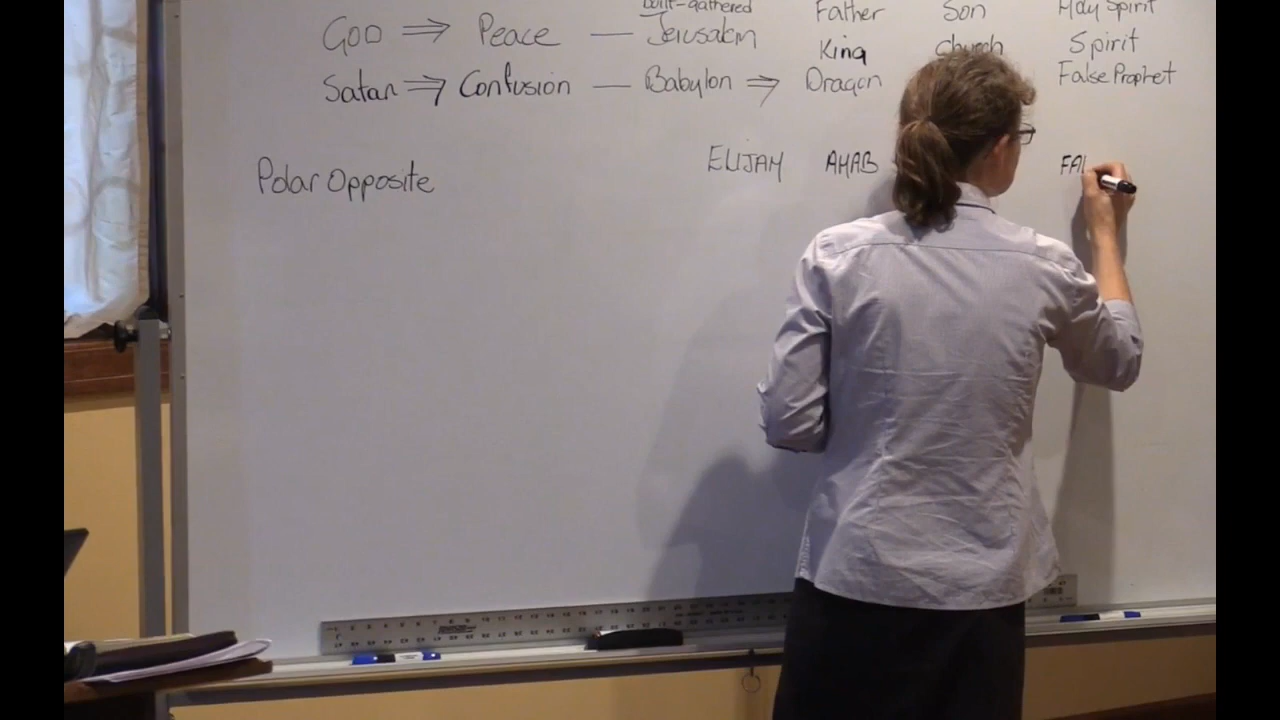 built-gathered Father Son Holy Spirit
GOD ⇒ Peace — Jerusalem
King Church Spirit
Satan ⇒ Confusion — Babylon ⇒ Dragon False Prophet
ELIJAH AHAB FAL
Polar Opposite